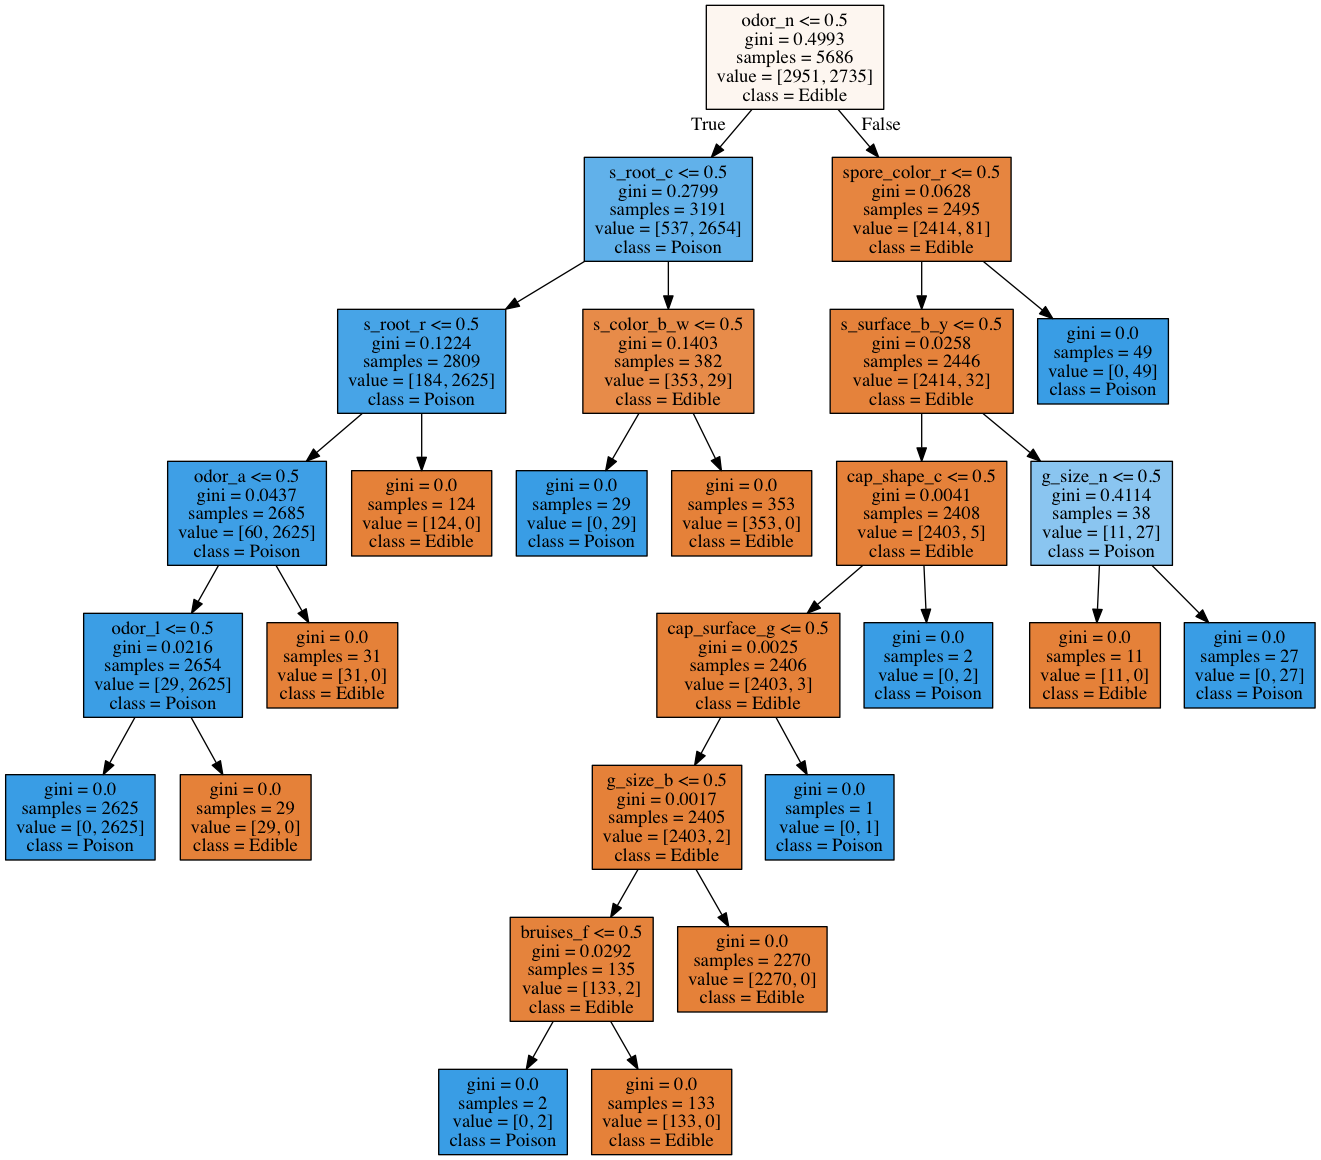 odor_n <= 0.5
gini = 0.4993
samples = 5686
value = [2951, 2735]
class = Edible
True
False
s_root_c <= 0.5
gini = 0.2799
samples = 3191
value = [537, 2654]
class = Poison
spore_color_r <= 0.5
gini = 0.0628
samples = 2495
value = [2414, 81]
class = Edible
s_root_r <= 0.5
gini = 0.1224
samples = 2809
value = [184, 2625]
class = Poison
s_color_b_w <= 0.5
gini = 0.1403
samples = 382
value = [353, 29]
class = Edible
s_surface_b_y <= 0.5
gini = 0.0258
samples = 2446
value = [2414, 32]
class = Edible
gini = 0.0
samples = 49
value = [0, 49]
class = Poison
odor_a <= 0.5
gini = 0.0437
samples = 2685
value = [60, 2625]
class = Poison
gini = 0.0
samples = 124
value = [124, 0]
class = Edible
gini = 0.0
samples = 29
value = [0, 29]
class = Poison
gini = 0.0
samples = 353
value = [353, 0]
class = Edible
cap_shape_c <= 0.5
gini = 0.0041
samples = 2408
value = [2403, 5]
class = Edible
g_size_n <= 0.5
gini = 0.4114
samples = 38
value = [11, 27]
class = Poison
odor_l <= 0.5
gini = 0.0216
samples = 2654
value = [29, 2625]
class = Poison
gini = 0.0
samples = 31
value = [31, 0]
class = Edible
cap_surface_g <= 0.5
gini = 0.0025
samples = 2406
value = [2403, 3]
class = Edible
gini = 0.0
samples = 2
value = [0, 2]
class = Poison
gini = 0.0
samples = 11
value = [11, 0]
class = Edible
gini = 0.0
samples = 27
value = [0, 27]
class = Poison
gini = 0.0
samples = 2625
value = [0, 2625]
class = Poison
gini = 0.0
samples = 29
value = [29, 0]
class = Edible
g_size_b <= 0.5
gini = 0.0017
samples = 2405
value = [2403, 2]
class = Edible
gini = 0.0
samples = 1
value = [0, 1]
class = Poison
bruises_f <= 0.5
gini = 0.0292
samples = 135
value = [133, 2]
class = Edible
gini = 0.0
samples = 2270
value = [2270, 0]
class = Edible
gini = 0.0
samples = 2
value = [0, 2]
class = Poison
gini = 0.0
samples = 133
value = [133, 0]
class = Edible